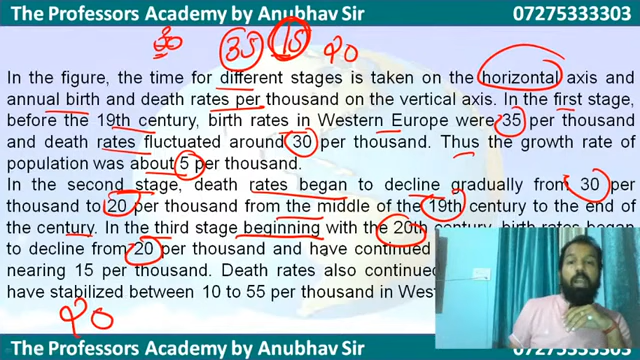 The Professors Academy by Anubhav Sir 07275333303
30 35 15 20
In the figure, the time for different stages is taken on the horizontal axis and
annual birth and death rates per thousand on the vertical axis. In the first stage,
before the 19th century, birth rates in Western Europe were 35 per thousand
and death rates fluctuated around 30 per thousand. Thus the growth rate of
population was about 5 per thousand.
In the second stage, death rates began to decline gradually from 30 per
thousand to 20 per thousand from the middle of the 19th century to the end of
the century. In the third stage beginning with the 20th century, birth rates began
to decline from 20 per thousand and have continued
nearing 15 per thousand. Death rates also continued
have stabilized between 10 to 55 per thousand in West
20
The Professors Academy by Anubhav Sir